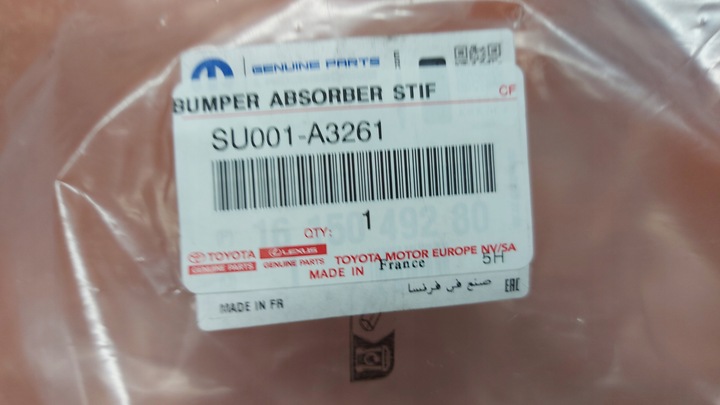 GENUINE PARTS
BUMPER ABSORBER STIF
CF
SU001-A3261
16 150 492 80
QTY: 1
TOYOTA LEXUS TOYOTA MOTOR EUROPE NV/SA
GENUINE PARTS GENUINE PARTS 5H
MADE IN France
MADE IN FR صنع في فرنسا EAC